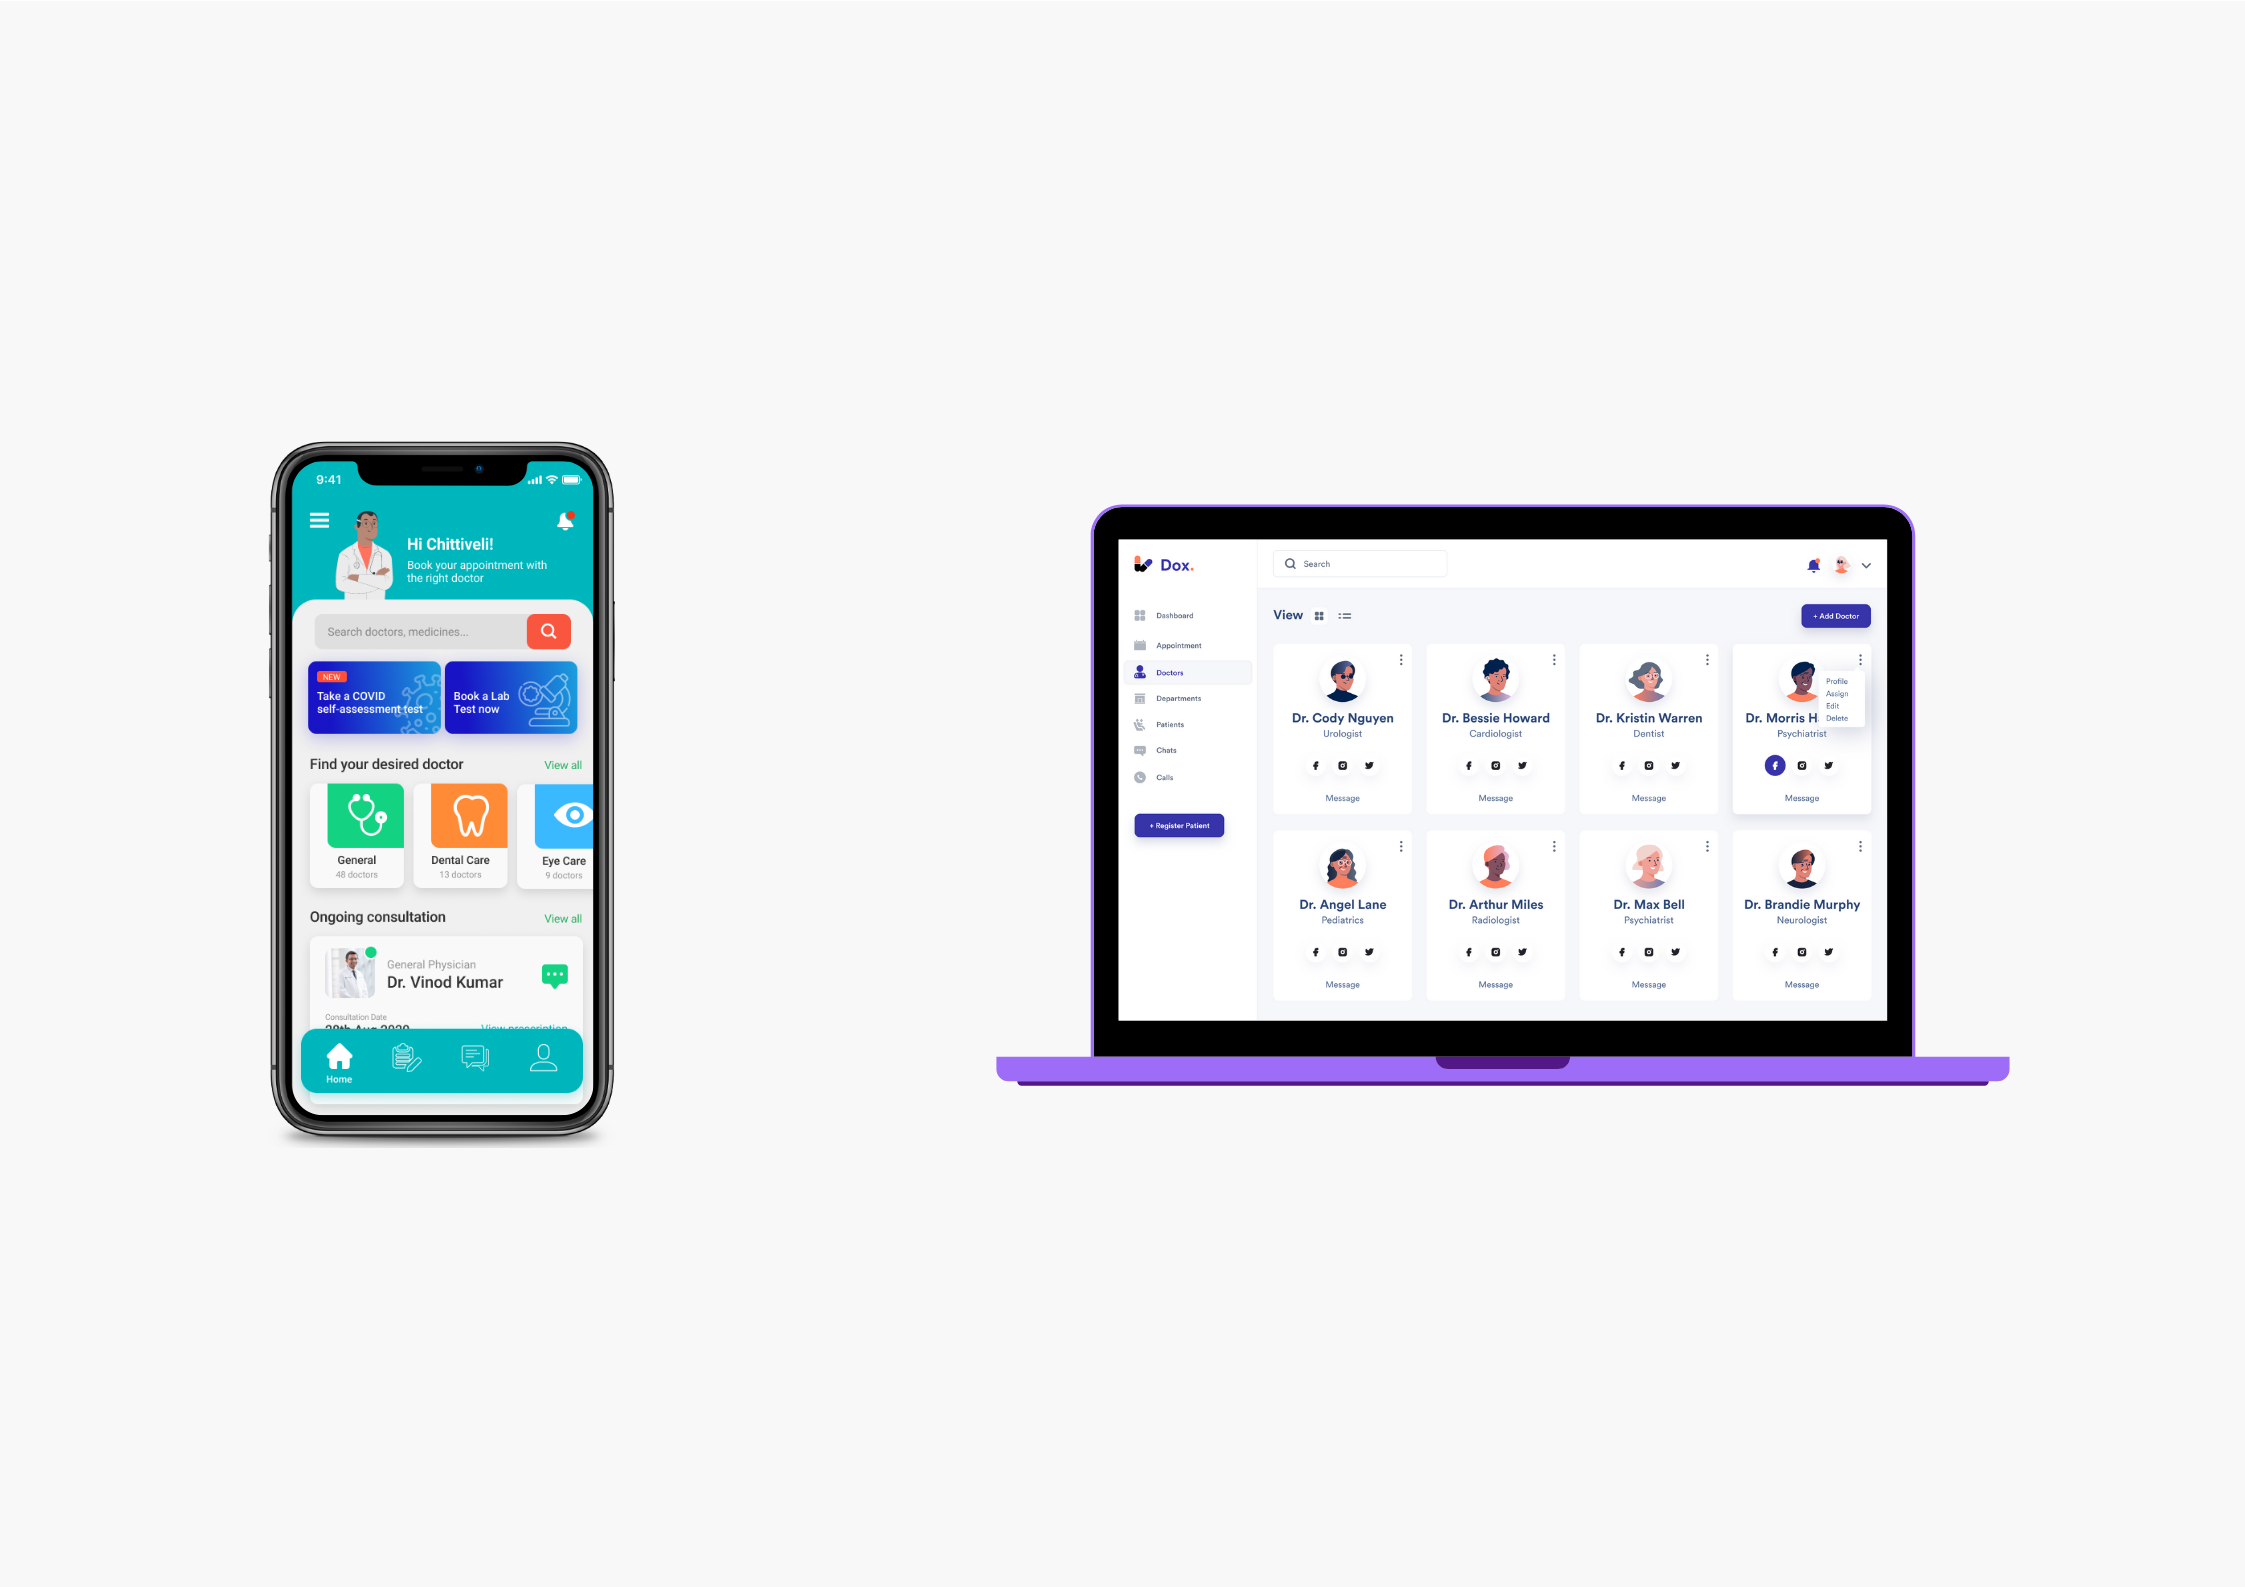 9:41
Hi Chittiveli!
Book your appointment with
the right doctor
Search doctors, medicines...
NEW
Take a COVID
self-assessment test
Book a Lab
Test now
Find your desired doctor
View all
General
48 doctors
Dental Care
13 doctors
Eye Care
9 doctors
Ongoing consultation
View all
General Physician
Dr. Vinod Kumar
Consultation Date
28th Aug 2020
View prescription
Home
Dox.
Search
Dashboard
Appointment
Doctors
Departments
Patients
Chats
Calls
+ Register Patient
View
+ Add Doctor
Dr. Cody Nguyen
Urologist
Message
Dr. Bessie Howard
Cardiologist
Message
Dr. Kristin Warren
Dentist
Message
Dr. Morris H
Psychiatrist
Message
Profile
Assign
Edit
Delete
Dr. Angel Lane
Pediatrics
Message
Dr. Arthur Miles
Radiologist
Message
Dr. Max Bell
Psychiatrist
Message
Dr. Brandie Murphy
Neurologist
Message